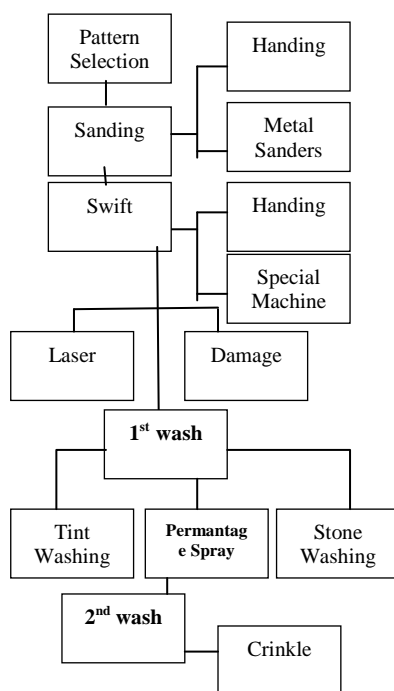 Pattern
Selection
Handing
Sanding
Metal
Sanders
Swift
Handing
Special
Machine
Laser
Damage
1st wash
Tint
Washing
Permantag
e Spray
Stone
Washing
2nd wash
Crinkle